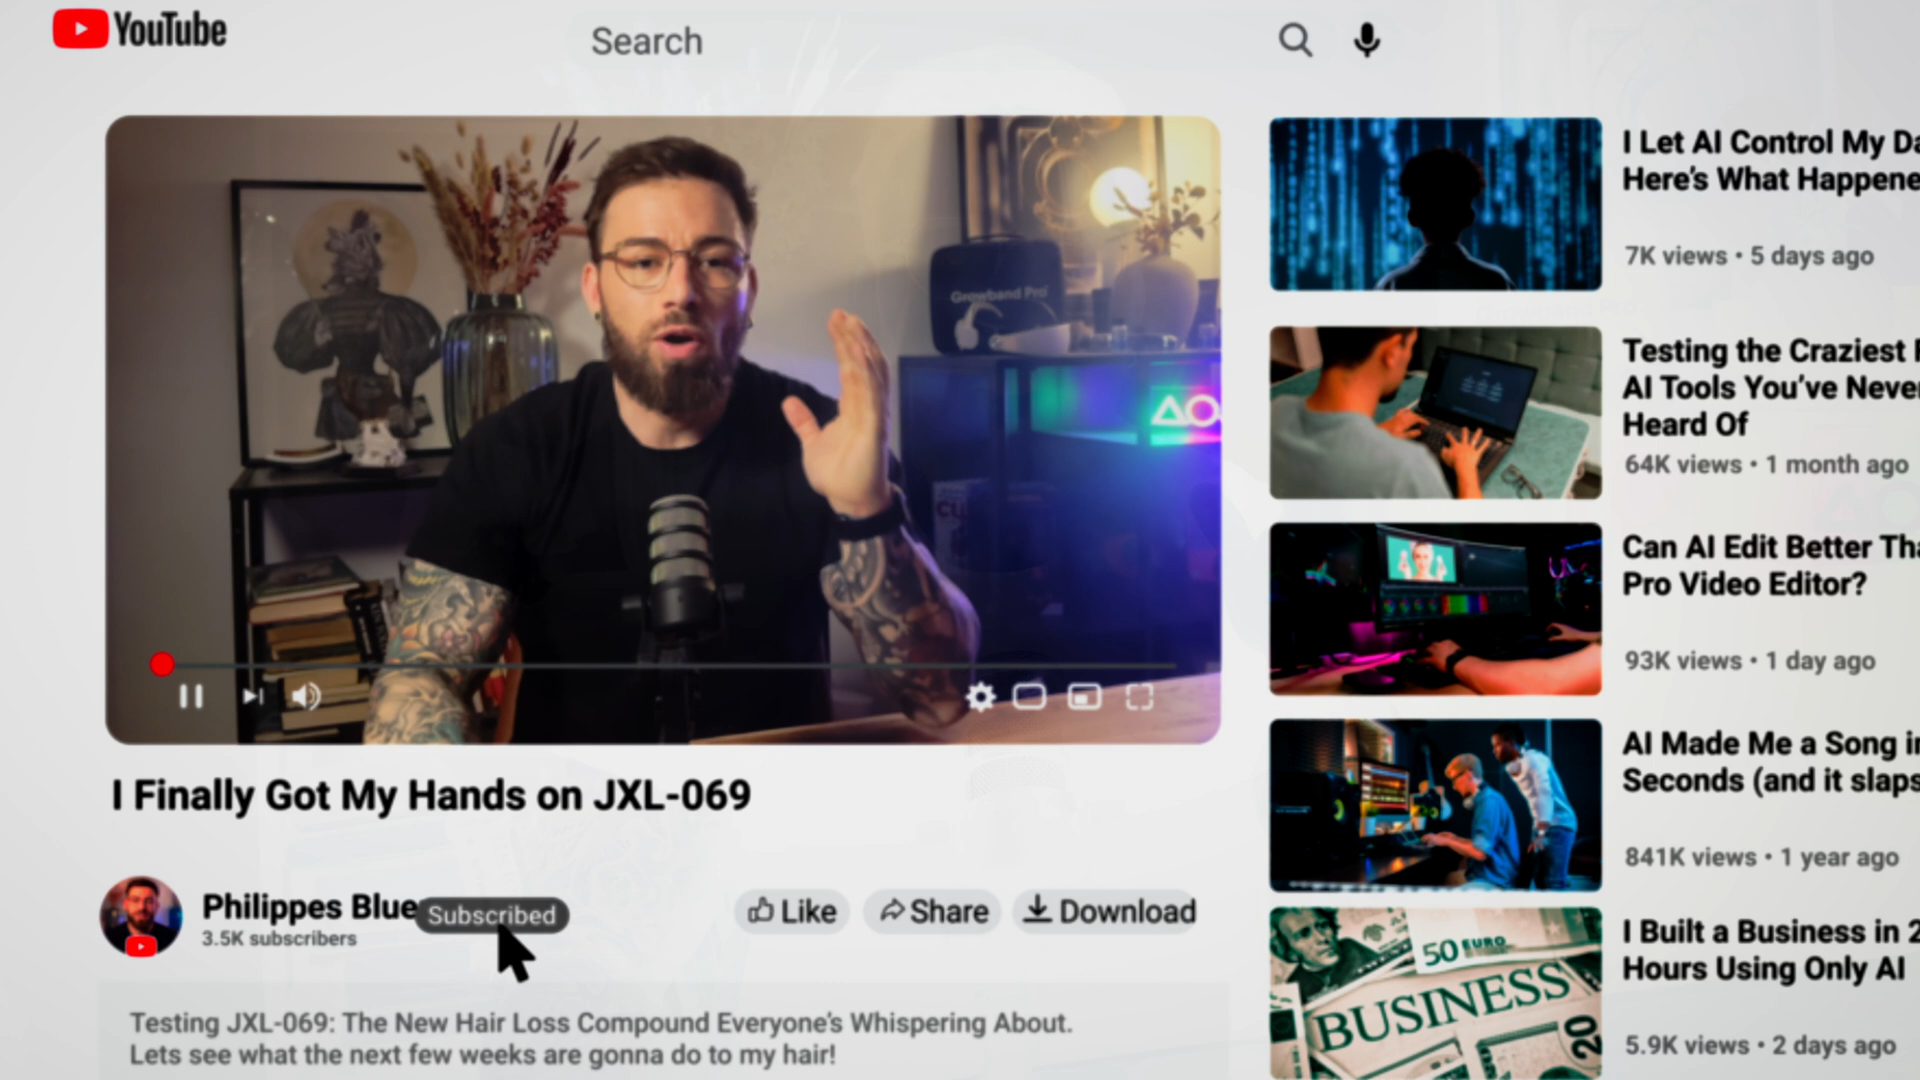 YouTube
Search
Growband Pro
I Finally Got My Hands on JXL-069
Philippes Blue
3.5K subscribers
Subscribed
Like
Share
Download
Testing JXL-069: The New Hair Loss Compound Everyone's Whispering About.
Lets see what the next few weeks are gonna do to my hair!
I Let AI Control My Da
Here's What Happene
7K views • 5 days ago
Testing the Craziest
AI Tools You've Never
Heard Of
64K views • 1 month ago
Can AI Edit Better Tha
Pro Video Editor?
93K views • 1 day ago
AI Made Me a Song in
Seconds (and it slaps
841K views • 1 year ago
50 EURO
BUSINESS
20
I Built a Business in 2
Hours Using Only AI
5.9K views • 2 days ago